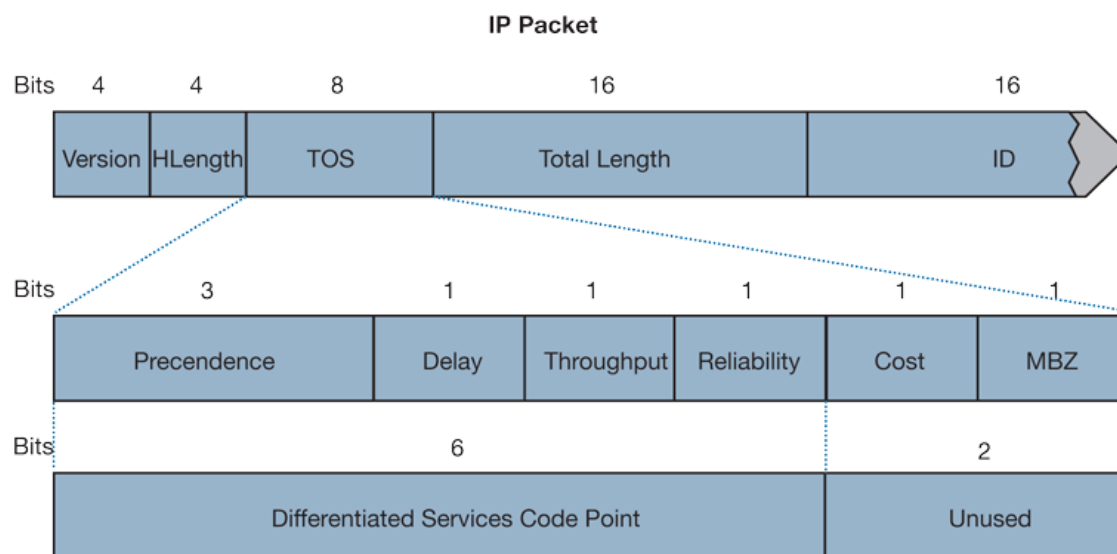 IP Packet
Bits 4 4 8 16 16
Version HLength TOS Total Length ID
Bits 3 1 1 1 1 1
Precendence Delay Throughput Reliability Cost MBZ
Bits 6 2
Differentiated Services Code Point Unused